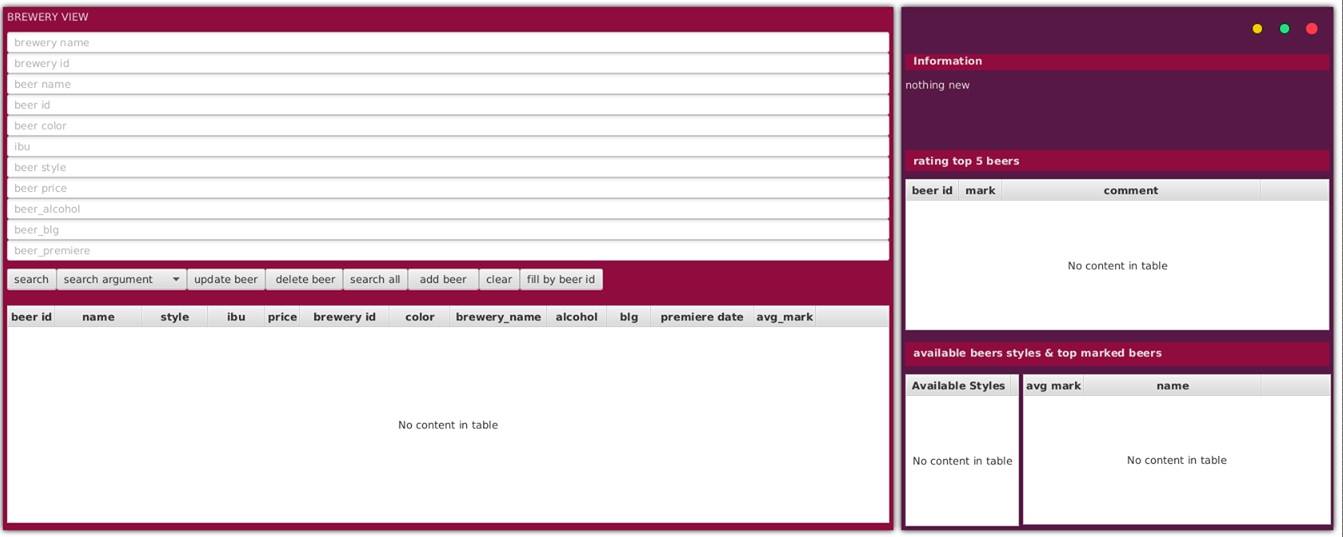 BREWERY VIEW
brewery name
brewery id
beer name
beer id
beer color
ibu
beer style
beer price
beer_alcohol
beer_blg
beer_premiere
search search argument update beer delete beer search all add beer clear fill by beer id
beer id name style ibu price brewery id color brewery_name alcohol blg premiere date avg_mark
No content in table
Information
nothing new
rating top 5 beers
beer id mark comment
No content in table
available beers styles & top marked beers
Available Styles avg mark name
No content in table No content in table